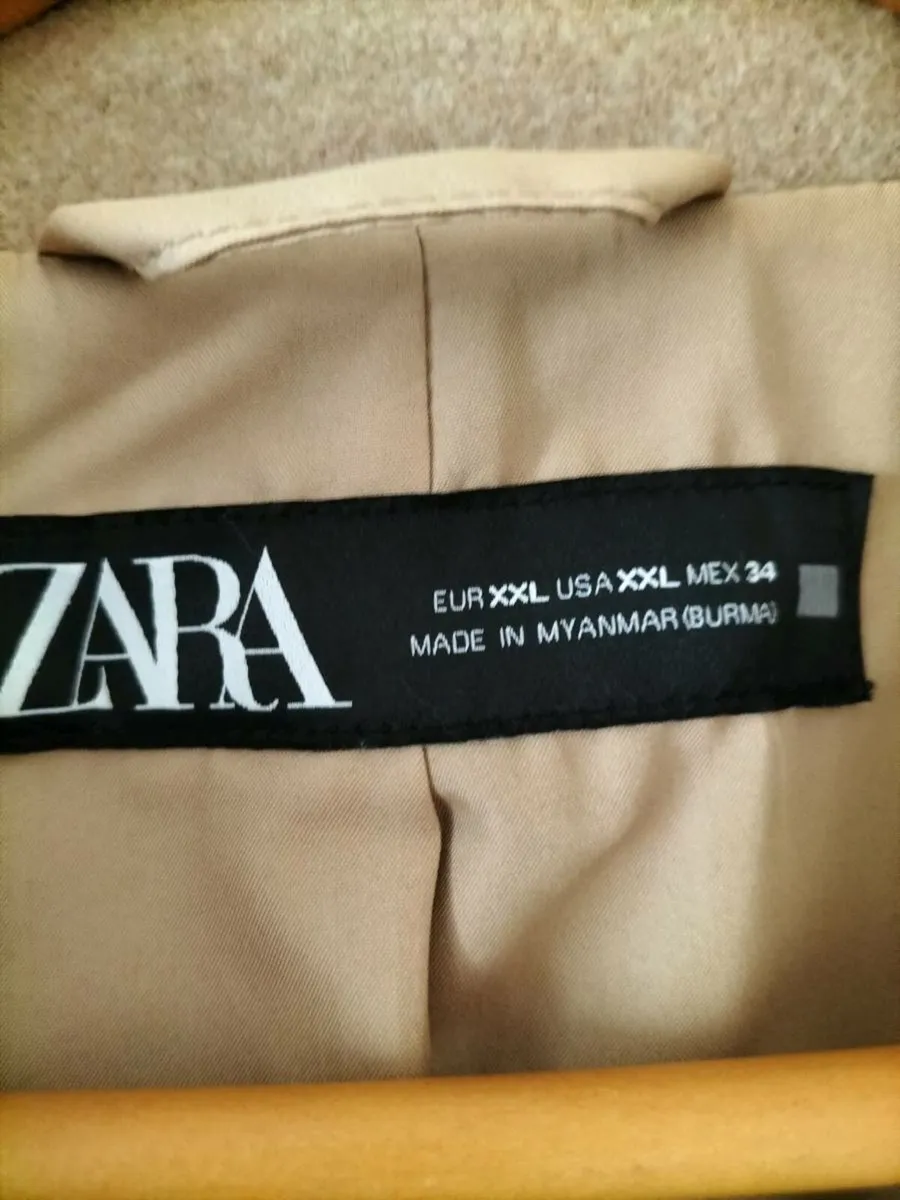 ZARA
EUR XXL USA XXL MEX 34
MADE IN MYANMAR (BURMA)